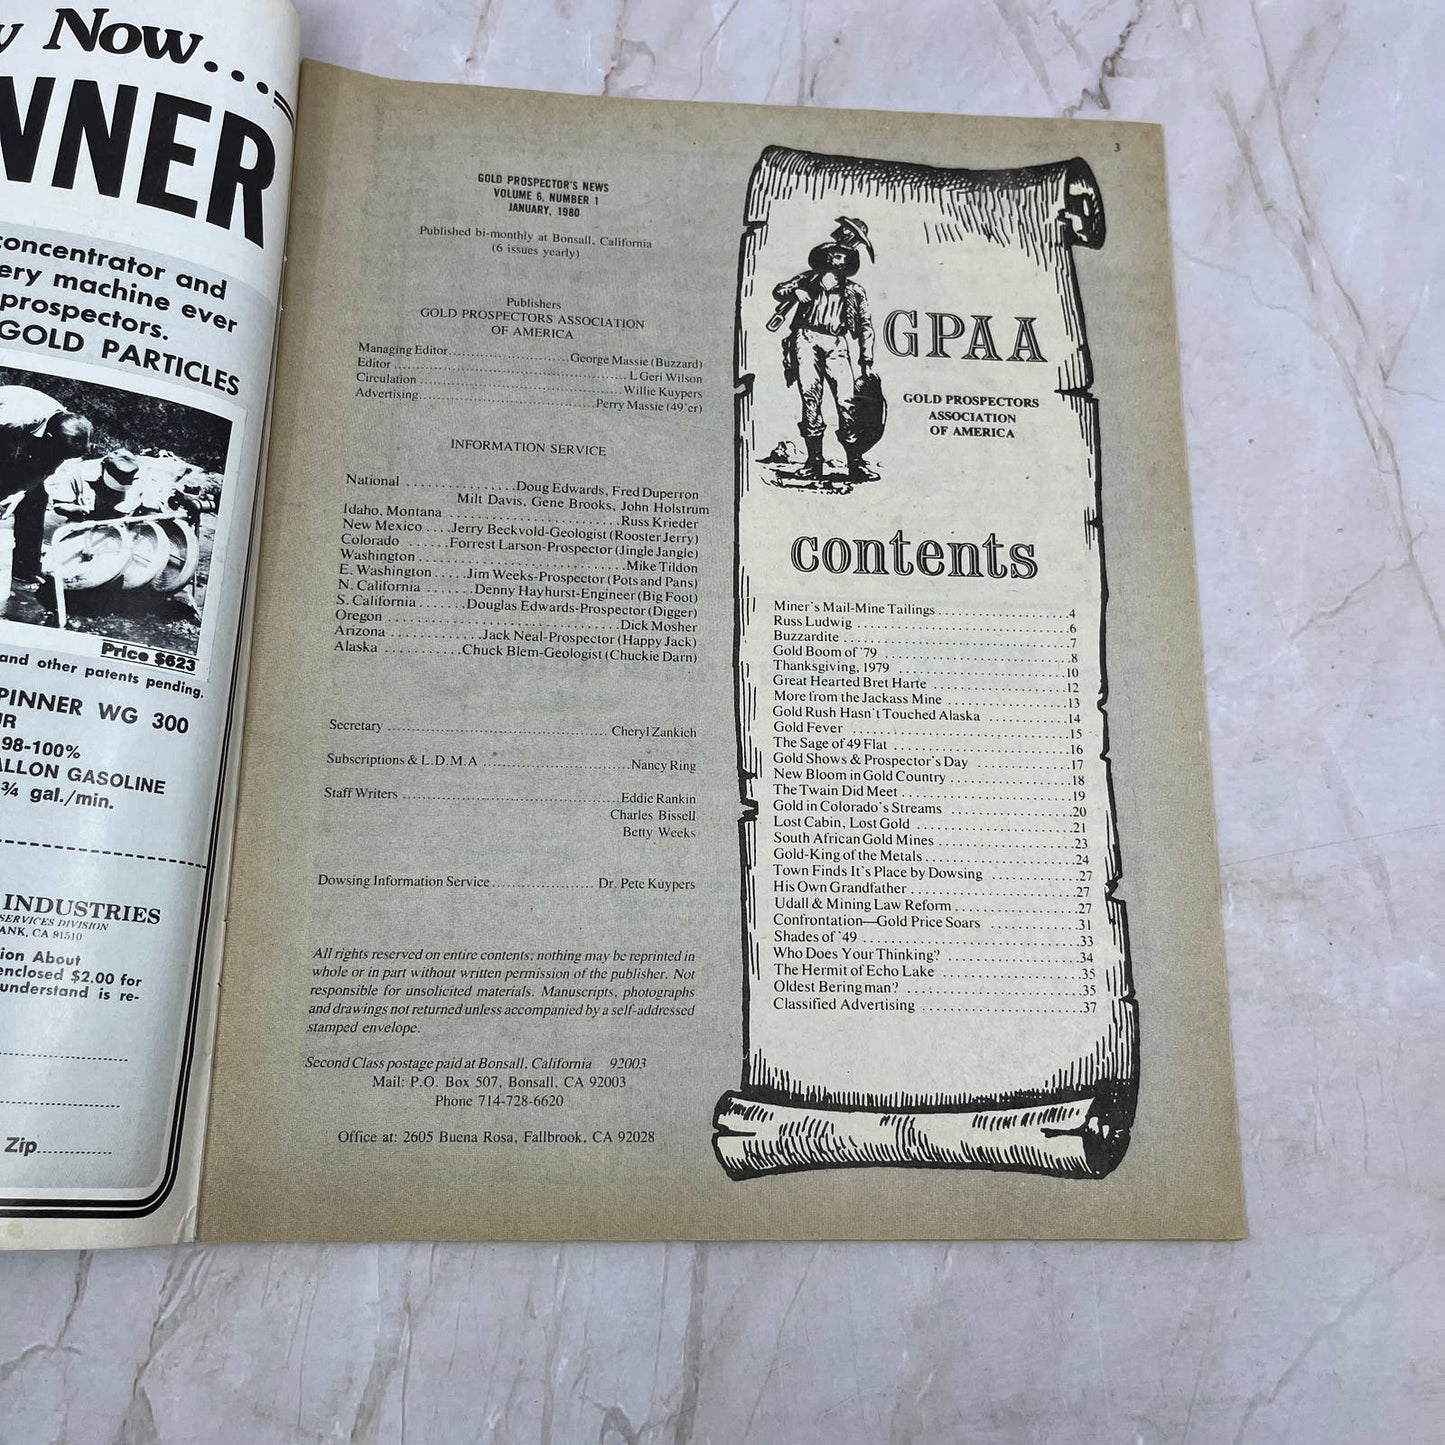 Now...
NNER
concentrator and
ery machine ever
prospectors.
GOLD PARTICLES
Price $623
and other patents pending.
PINNER WG 300
UR
98-100%
ALLON GASOLINE
¾ gal./min.
INDUSTRIES
SERVICES DIVISION
ANK, CA 91510
ion About
enclosed $2.00 for
understand is re-
Zip
3
GOLD PROSPECTOR'S NEWS
VOLUME 6, NUMBER 1
JANUARY, 1980
Published bi-monthly at Bonsall, California
(6 issues yearly)
Publishers
GOLD PROSPECTORS ASSOCIATION
OF AMERICA
Managing Editor ... George Massie (Buzzard)
Editor ... L Geri Wilson
Circulation ... Willie Kuypers
Advertising ... Perry Massie (49'er)
INFORMATION SERVICE
National ... Doug Edwards, Fred Duperron
Milt Davis, Gene Brooks, John Holstrum
Idaho, Montana ... Russ Krieder
New Mexico ... Jerry Beckvold-Geologist (Rooster Jerry)
Colorado ... Forrest Larson-Prospector (Jingle Jangle)
Washington ... Mike Tildon
E. Washington ... Jim Weeks-Prospector (Pots and Pans)
N. California ... Denny Hayhurst-Engineer (Big Foot)
S. California ... Douglas Edwards-Prospector (Digger)
Oregon ... Dick Mosher
Arizona ... Jack Neal-Prospector (Happy Jack)
Alaska ... Chuck Blem-Geologist (Chuckie Darn)
Secretary ... Cheryl Zankich
Subscriptions & L.D.M.A ... Nancy Ring
Staff Writers ... Eddie Rankin
Charles Bissell
Betty Weeks
Dowsing Information Service ... Dr. Pete Kuypers
All rights reserved on entire contents; nothing may be reprinted in
whole or in part without written permission of the publisher. Not
responsible for unsolicited materials. Manuscripts, photographs
and drawings not returned unless accompanied by a self-addressed
stamped envelope.
Second Class postage paid at Bonsall, California 92003
Mail: P.O. Box 507, Bonsall, CA 92003
Phone 714-728-6620
Office at: 2605 Buena Rosa, Fallbrook, CA 92028
GPAA
GOLD PROSPECTORS
ASSOCIATION
OF AMERICA
contents
Miner's Mail-Mine Tailings ... 4
Russ Ludwig ... 6
Buzzardite ... 7
Gold Boom of '79 ... 8
Thanksgiving, 1979 ... 10
Great Hearted Bret Harte ... 12
More from the Jackass Mine ... 13
Gold Rush Hasn't Touched Alaska ... 14
Gold Fever ... 15
The Sage of 49 Flat ... 16
Gold Shows & Prospector's Day ... 17
New Bloom in Gold Country ... 18
The Twain Did Meet ... 19
Gold in Colorado's Streams ... 20
Lost Cabin, Lost Gold ... 21
South African Gold Mines ... 23
Gold-King of the Metals ... 24
Town Finds It's Place by Dowsing ... 27
His Own Grandfather ... 27
Udall & Mining Law Reform ... 27
Confrontation—Gold Price Soars ... 31
Shades of '49 ... 33
Who Does Your Thinking? ... 34
The Hermit of Echo Lake ... 35
Oldest Beringman? ... 35
Classified Advertising ... 37